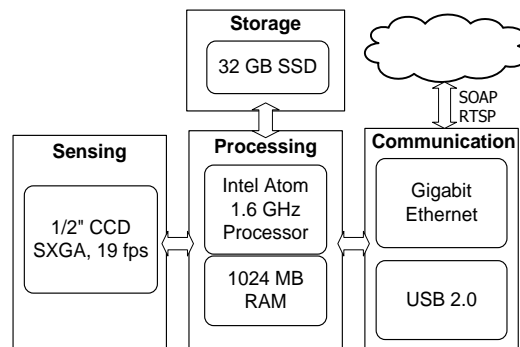 Storage
32 GB SSD
SOAP
RTSP
Sensing
1/2" CCD
SXGA, 19 fps
Processing
Intel Atom
1.6 GHz
Processor
1024 MB
RAM
Communication
Gigabit
Ethernet
USB 2.0